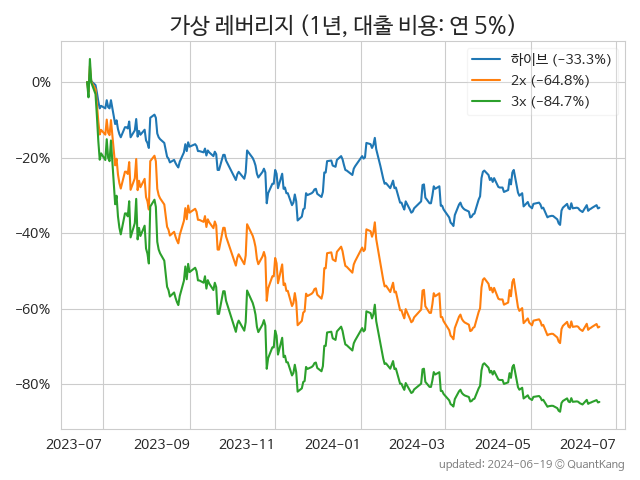 가상 레버리지 (1년, 대출 비용: 연 5%)
하이브 (−33.3%)
2x (−64.8%)
3x (−84.7%)
0%
−20%
−40%
−60%
−80%
2023−07 2023−09 2023−11 2024−01 2024−03 2024−05 2024−07
updated: 2024−06−19 ⓒ QuantKang